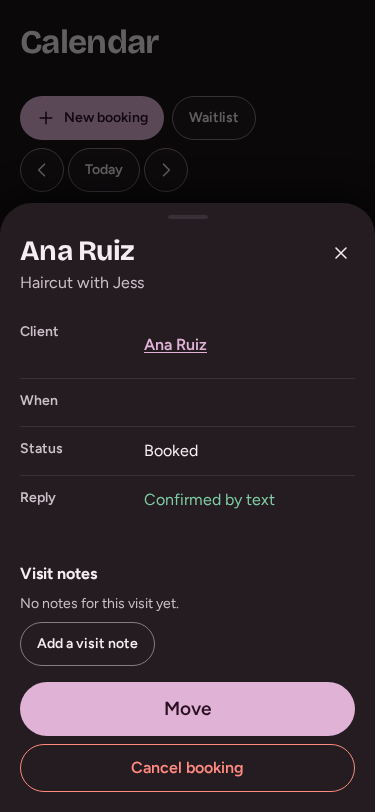 Calendar
New booking
Waitlist
Today
Ana Ruiz
Haircut with Jess
Client
Ana Ruiz
When
Status
Booked
Reply
Confirmed by text
Visit notes
No notes for this visit yet.
Add a visit note
Move
Cancel booking